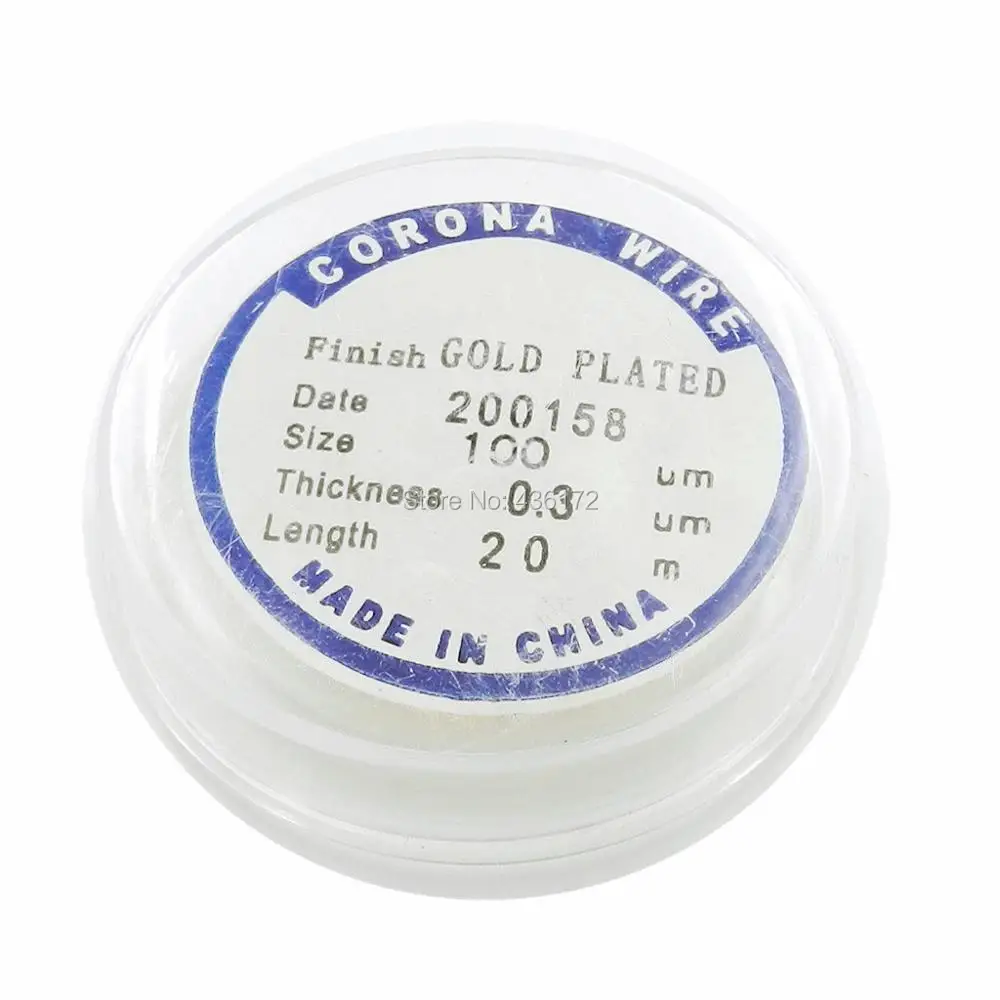 CORONA WIRE
Finish GOLD PLATED
Date 200158
Size 100 um
Thickness 0.3 um
Length 20 m
MADE IN CHINA
Store No: 436172